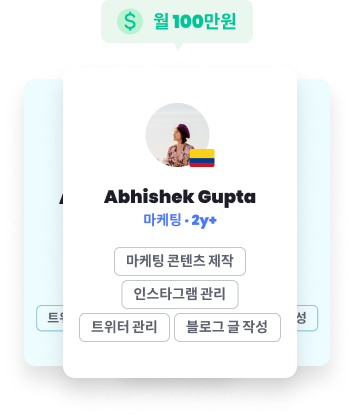 $ 월 100만원
Abhishek Gupta
마케팅 · 2y+
마케팅 콘텐츠 제작
인스타그램 관리
트위터 관리 블로그 글 작성